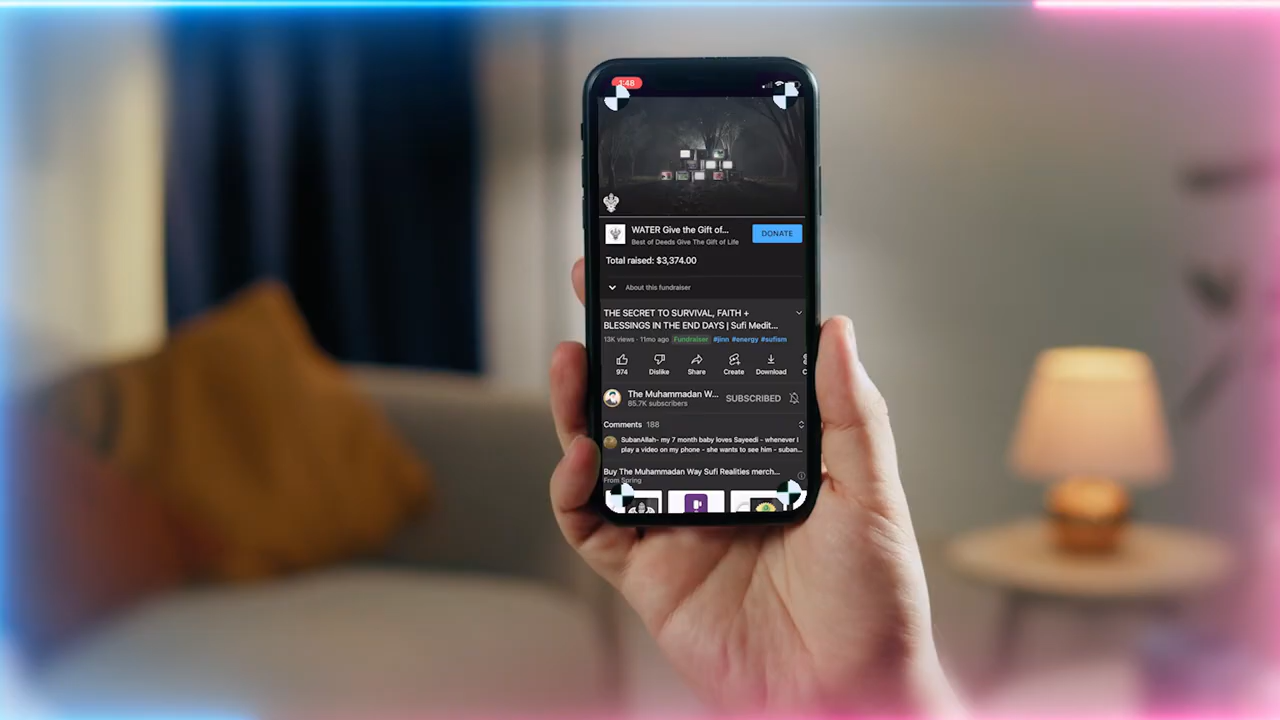 1:48
WATER Give the Gift of...
Best of Deeds Give The Gift of Life
DONATE
Total raised: $3,374.00
About this fundraiser
THE SECRET TO SURVIVAL, FAITH +
BLESSINGS IN THE END DAYS | Sufi Medit...
13K views · 11mo ago Fundraiser #jinn #energy #sufism
974 Dislike Share Create Download C
The Muhammadan W...
85.7K subscribers
SUBSCRIBED
Comments 188
SubanAllah- my 7 month baby loves Sayeedi - whenever I
play a video on my phone - she wants to see him - suban...
Buy The Muhammadan Way Sufi Realities merch...
From Spring